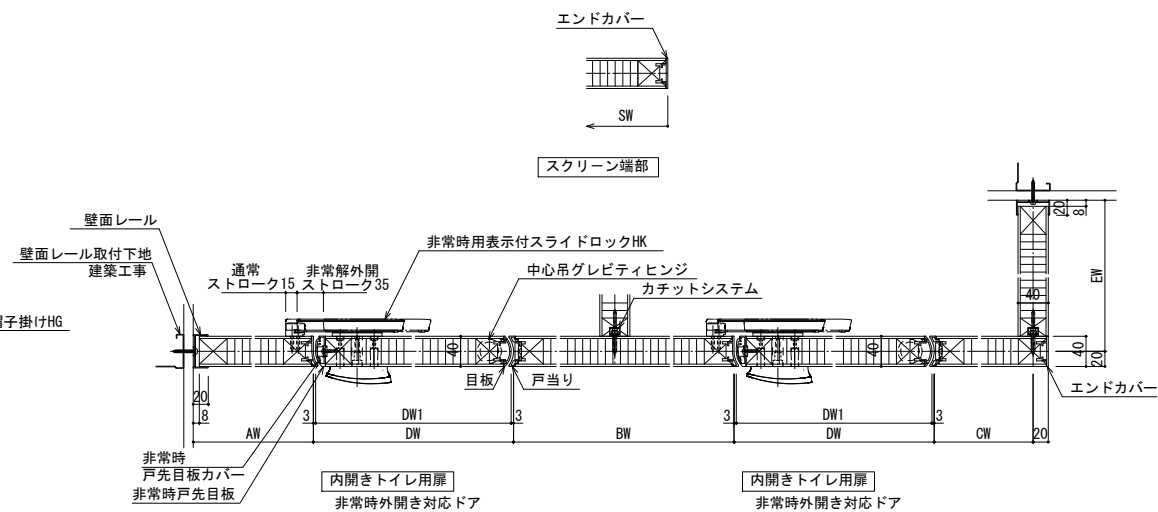 エンドカバー
SW
スクリーン端部
壁面レール
壁面レール取付下地
建築工事
通常
ストローク15
非常解外開
ストローク35
非常時用表示付スライドロックHK
中心吊グレビティヒンジ
カチットシステム
子掛けHG
20
8
EW
40
40
40
40
20
目板
戸当り
エンドカバー
20
8
3
DW1
3
3
DW1
3
AW
DW
BW
DW
CW
20
非常時
戸先目板カバー
非常時戸先目板
内開きトイレ用扉
非常時外開き対応ドア
内開きトイレ用扉
非常時外開き対応ドア